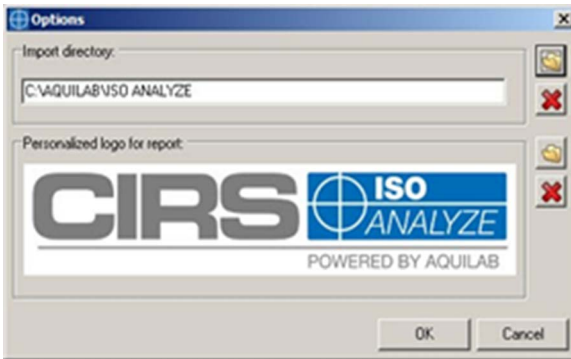 Options
Import directory:
C:\AQUILAB\ISO ANALYZE
Personalized logo for report:
CIRS ISO
ANALYZE
POWERED BY AQUILAB
OK Cancel